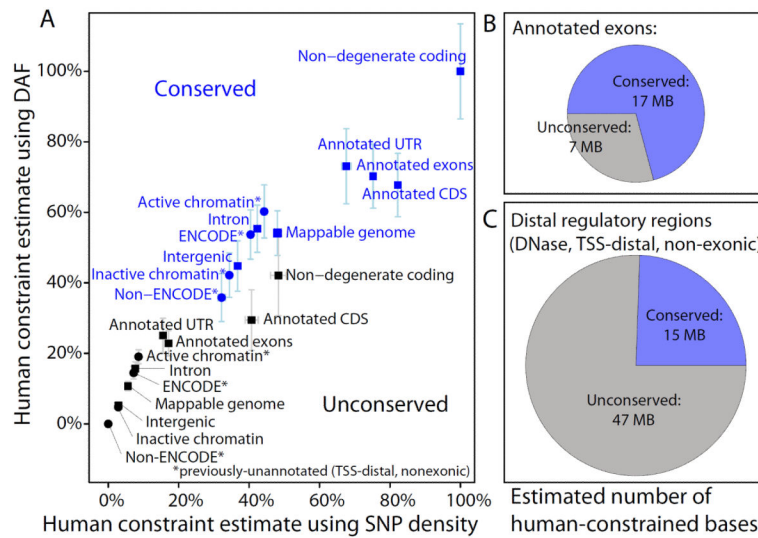 A
Human constraint estimate using DAF
100%
80%
60%
40%
20%
0%
Conserved
Non−degenerate coding
Annotated UTR
Annotated exons
Annotated CDS
Active chromatin*
Intron
ENCODE*
Mappable genome
Intergenic
Inactive chromatin*
Non−ENCODE*
Non−degenerate coding
Annotated CDS
Annotated UTR
Annotated exons
Active chromatin*
Intron
ENCODE*
Mappable genome
Intergenic
Inactive chromatin
Non−ENCODE*
Unconserved
*previously-unannotated (TSS-distal, nonexonic)
0%
20%
40%
60%
80%
100%
Human constraint estimate using SNP density
B
Annotated exons:
Conserved:
17 MB
Unconserved:
7 MB
C
Distal regulatory regions
(DNase, TSS-distal, non-exonic)
Conserved:
15 MB
Unconserved:
47 MB
Estimated number of
human-constrained bases